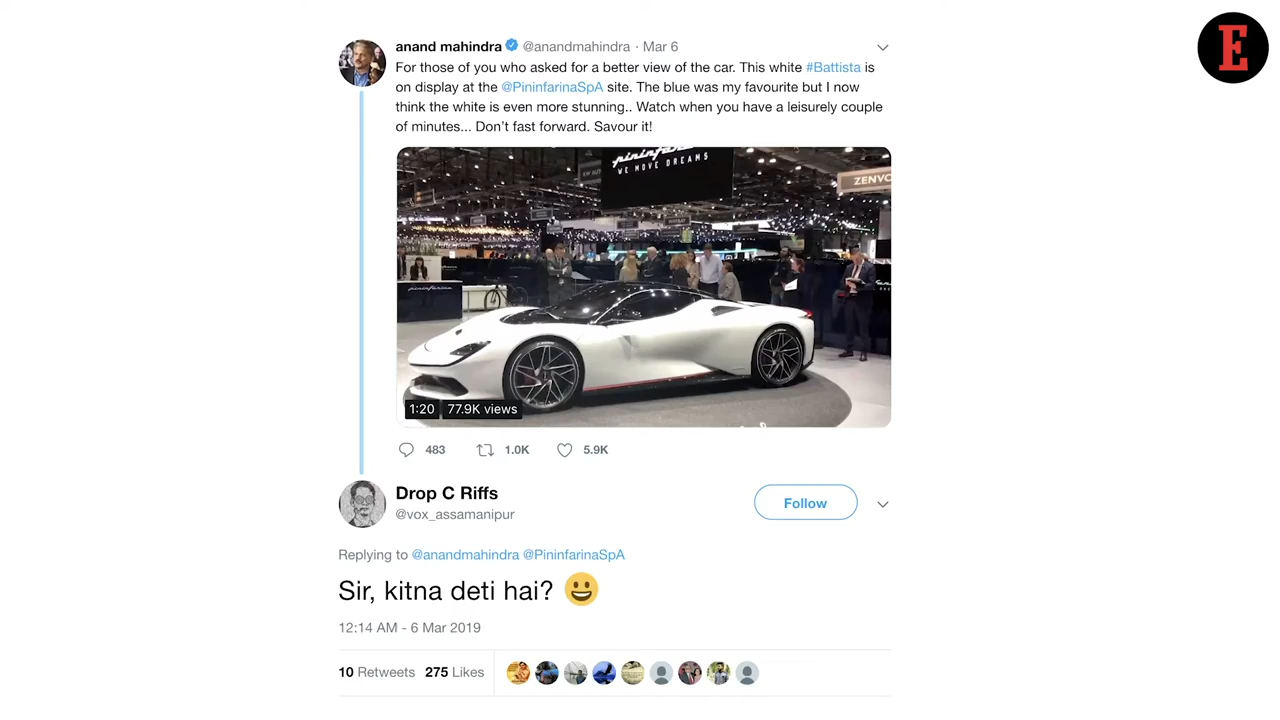 E
anand mahindra @anandmahindra · Mar 6
For those of you who asked for a better view of the car. This white #Battista is
on display at the @PininfarinaSpA site. The blue was my favourite but I now
think the white is even more stunning.. Watch when you have a leisurely couple
of minutes... Don’t fast forward. Savour it!
pininfarina
WE MOVE DREAMS
ZENVO
pininfarina
1:20 77.9K views
483 1.0K 5.9K
Drop C Riffs
@vox_assamanipur
Follow
Replying to @anandmahindra @PininfarinaSpA
Sir, kitna deti hai? 😀
12:14 AM - 6 Mar 2019
10 Retweets 275 Likes